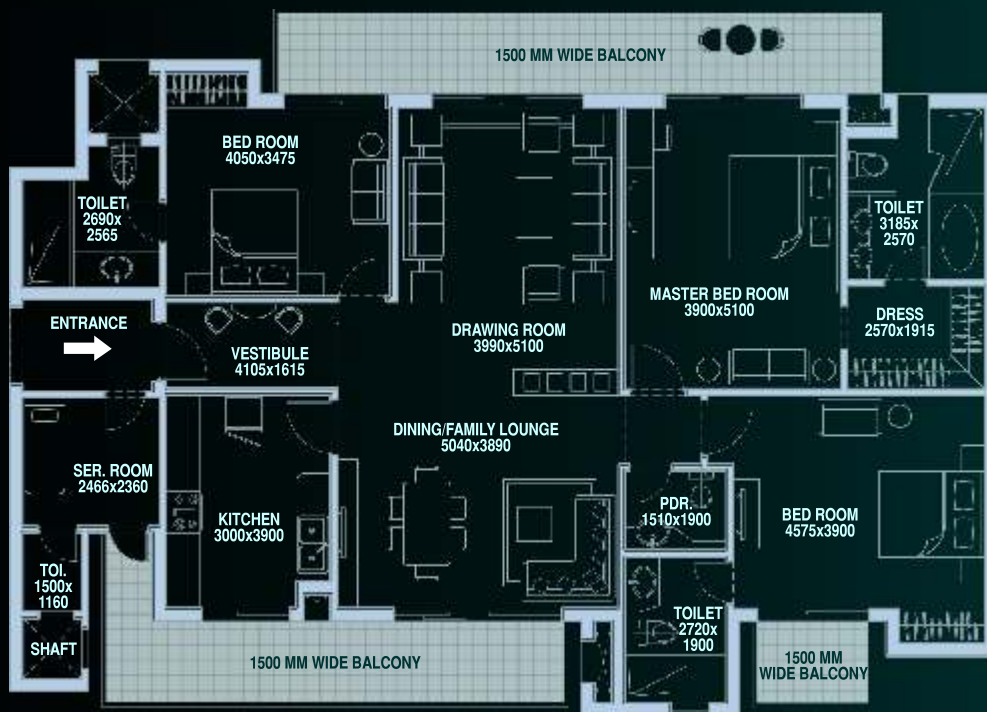 1500 MM WIDE BALCONY
BED ROOM
4050x3475
TOILET
2690x
2565
TOILET
3185x
2570
ENTRANCE
VESTIBULE
4105x1615
DRAWING ROOM
3990x5100
MASTER BED ROOM
3900x5100
DRESS
2570x1915
DINING/FAMILY LOUNGE
5040x3890
SER. ROOM
2466x2360
KITCHEN
3000x3900
PDR.
1510x1900
BED ROOM
4575x3900
TOI.
1500x
1160
TOILET
2720x
1900
SHAFT
1500 MM WIDE BALCONY
1500 MM
WIDE BALCONY